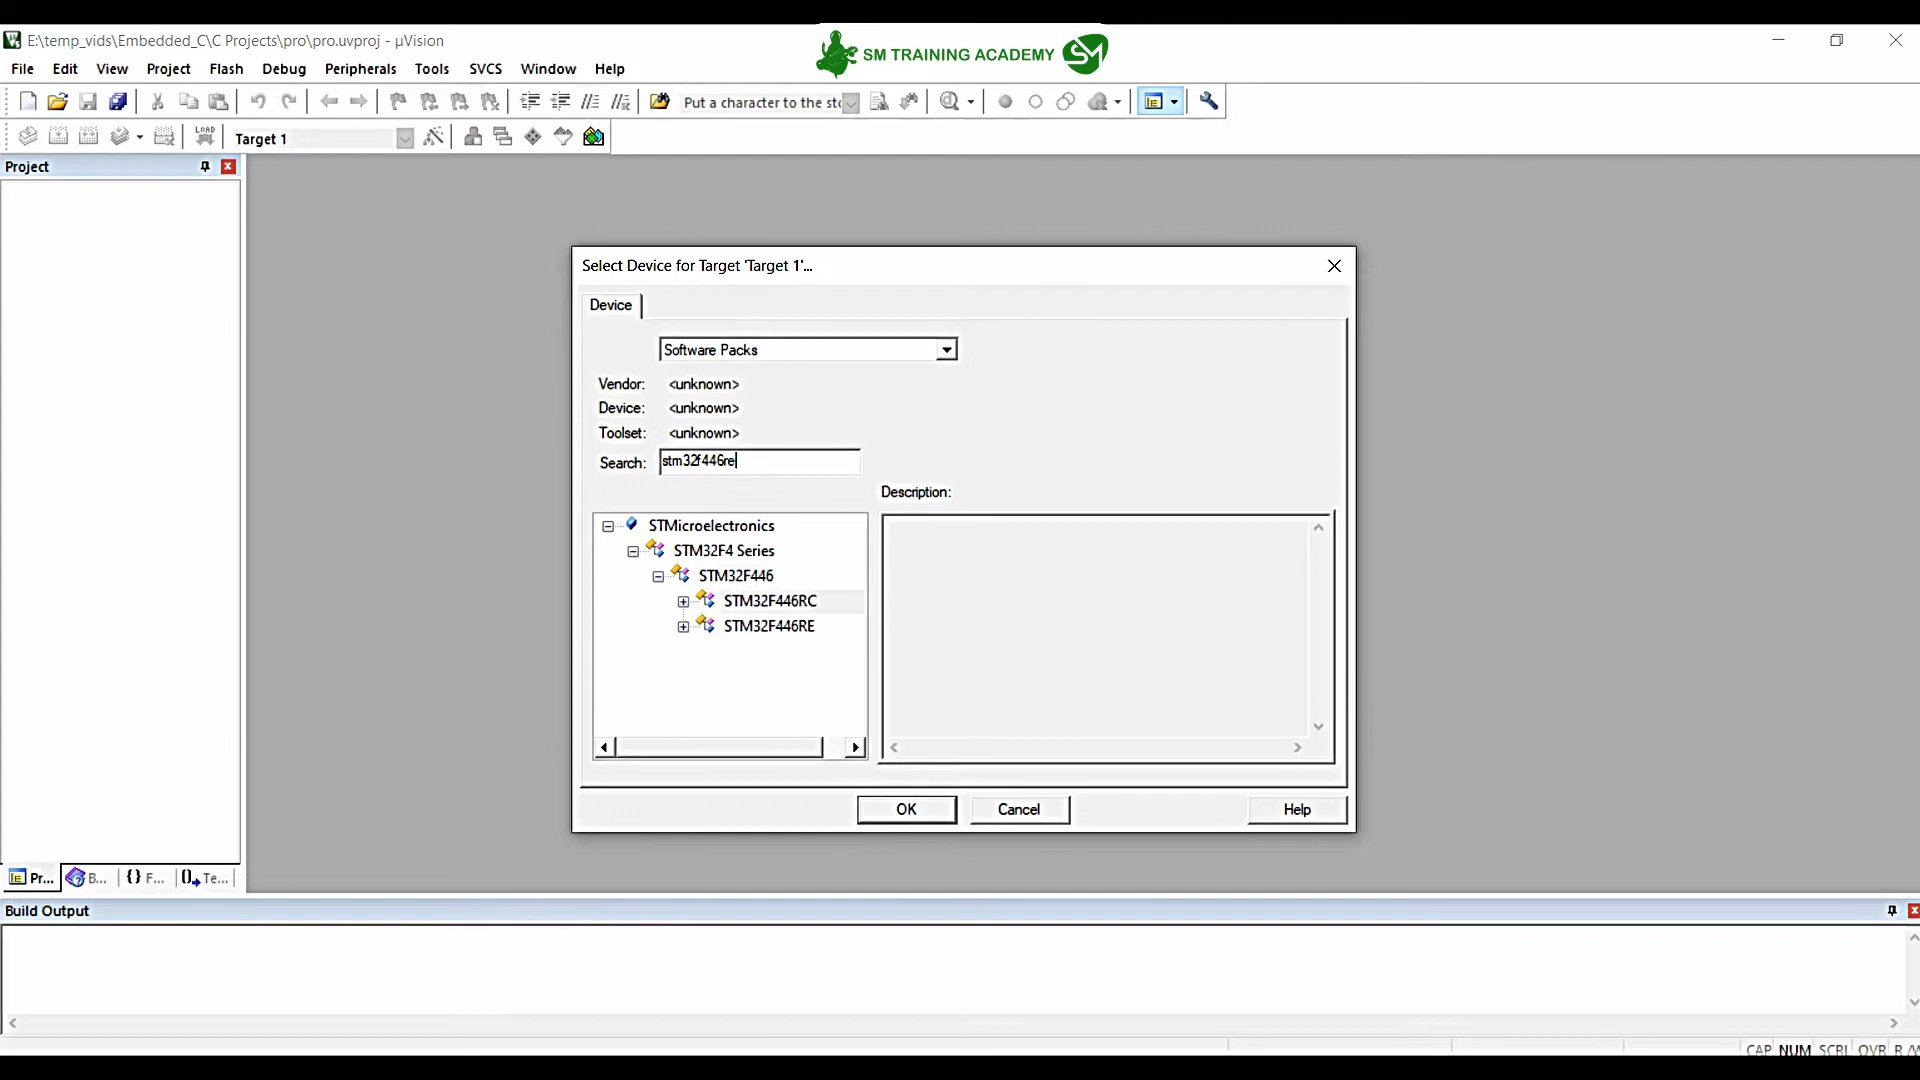 E:\temp_vids\Embedded_C\C Projects\pro\pro.uvproj - µVision
SM TRAINING ACADEMY SM
File Edit View Project Flash Debug Peripherals Tools SVCS Window Help
Put a character to the sto
LOAD Target 1
Project
Select Device for Target 'Target 1'...
Device
Software Packs
Vendor: <unknown>
Device: <unknown>
Toolset: <unknown>
Search: stm32f446re
Description:
STMicroelectronics
STM32F4 Series
STM32F446
STM32F446RC
STM32F446RE
OK Cancel Help
Pr... B... {} F... Te...
Build Output
CAP NUM SCRL OVR R /W